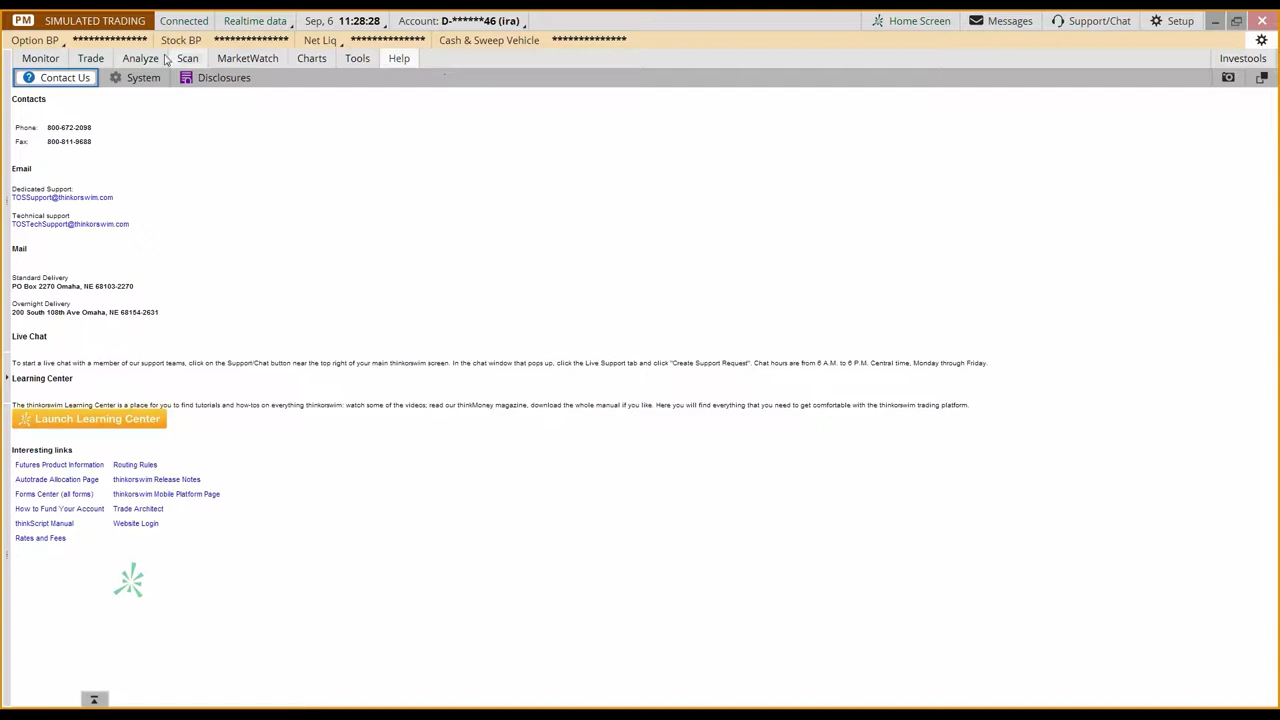 PM SIMULATED TRADING Connected Realtime data Sep, 6 11:28:28 Account: D-******46 (ira) Home Screen Messages Support/Chat Setup
Option BP ************** Stock BP ************** Net Liq ************** Cash & Sweep Vehicle **************
Monitor Trade Analyze Scan MarketWatch Charts Tools Help Investools
? Contact Us System Disclosures
Contacts
Phone: 800-672-2098
Fax: 800-811-9688
Email
Dedicated Support:
TOSSupport@thinkorswim.com
Technical support
TOSTechSupport@thinkorswim.com
Mail
Standard Delivery
PO Box 2270 Omaha, NE 68103-2270
Overnight Delivery
200 South 108th Ave Omaha, NE 68154-2631
Live Chat
To start a live chat with a member of our support teams, click on the Support/Chat button near the top right of your main thinkorswim screen. In the chat window that pops up, click the Live Support tab and click "Create Support Request". Chat hours are from 6 A.M. to 6 P.M. Central time, Monday through Friday.
Learning Center
The thinkorswim Learning Center is a place for you to find tutorials and how-tos on everything thinkorswim: watch some of the videos; read our thinkMoney magazine, download the whole manual if you like. Here you will find everything that you need to get comfortable with the thinkorswim trading platform.
Launch Learning Center
Interesting links
Futures Product Information Routing Rules
Autotrade Allocation Page thinkorswim Release Notes
Forms Center (all forms) thinkorswim Mobile Platform Page
How to Fund Your Account Trade Architect
thinkScript Manual Website Login
Rates and Fees